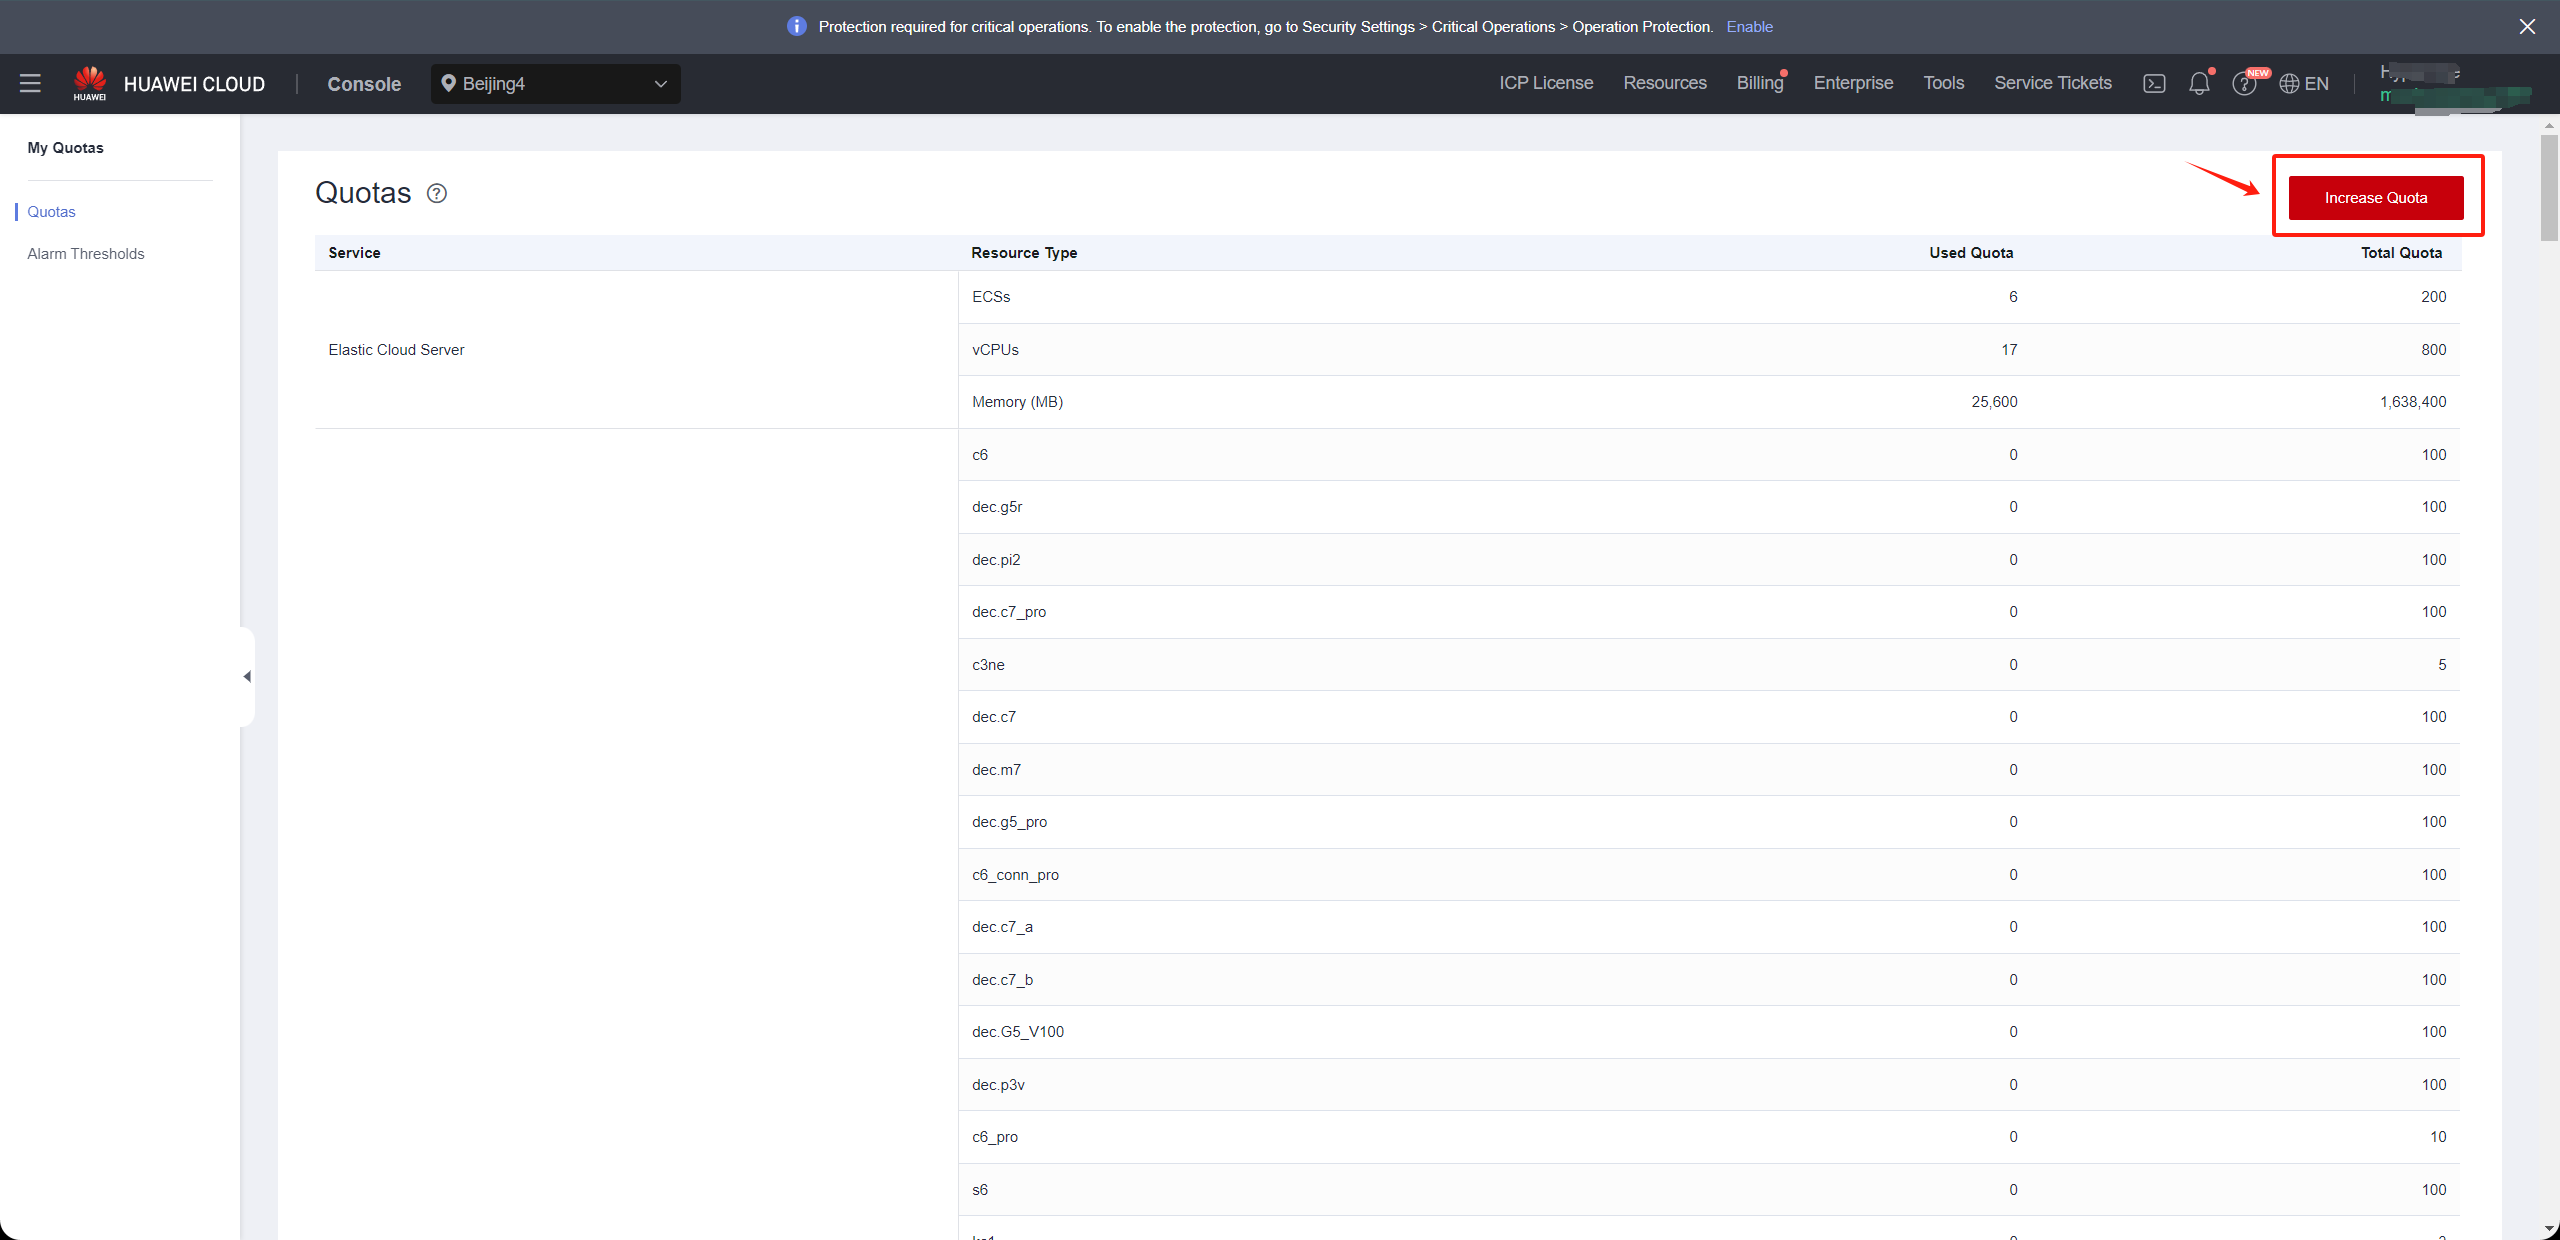 Protection required for critical operations. To enable the protection, go to Security Settings > Critical Operations > Operation Protection. Enable
HUAWEI
HUAWEI CLOUD
Console
Beijing4
ICP License
Resources
Billing
Enterprise
Tools
Service Tickets
NEW
EN
My Quotas
Quotas
Alarm Thresholds
Quotas
Increase Quota
Service Resource Type Used Quota Total Quota
ECSs 6 200
Elastic Cloud Server vCPUs 17 800
Memory (MB) 25,600 1,638,400
c6 0 100
dec.g5r 0 100
dec.pi2 0 100
dec.c7_pro 0 100
c3ne 0 5
dec.c7 0 100
dec.m7 0 100
dec.g5_pro 0 100
c6_conn_pro 0 100
dec.c7_a 0 100
dec.c7_b 0 100
dec.G5_V100 0 100
dec.p3v 0 100
c6_pro 0 10
s6 0 100